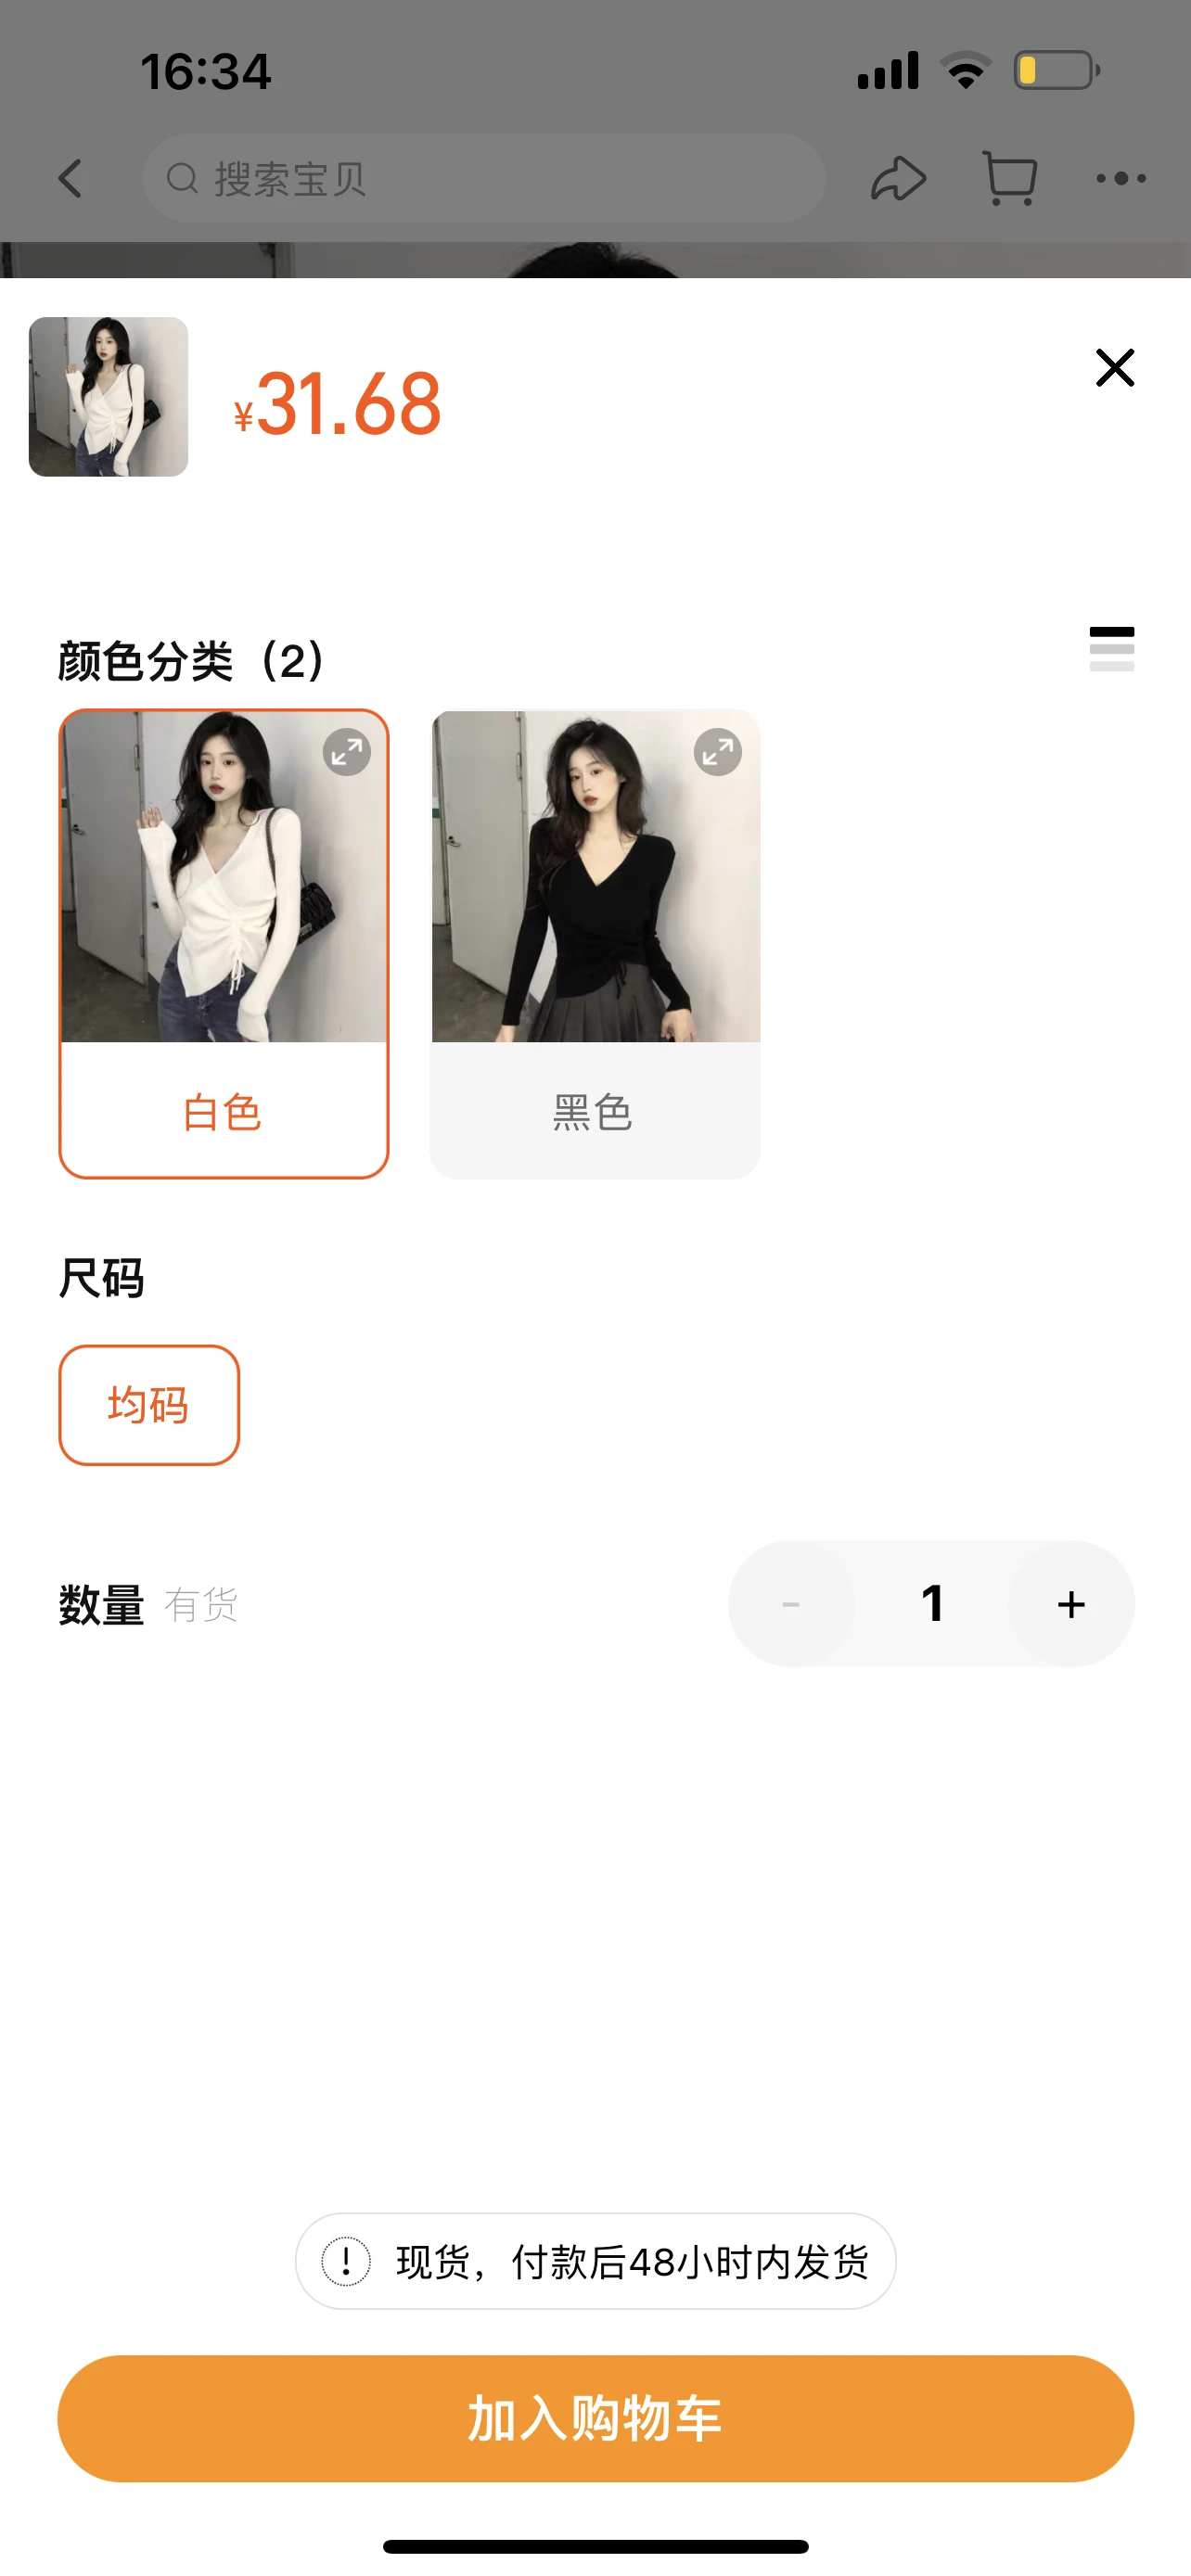 16:34
搜索宝贝
¥31.68
颜色分类（2）
白色
黑色
尺码
均码
数量 有货
- 1 +
现货，付款后48小时内发货
加入购物车